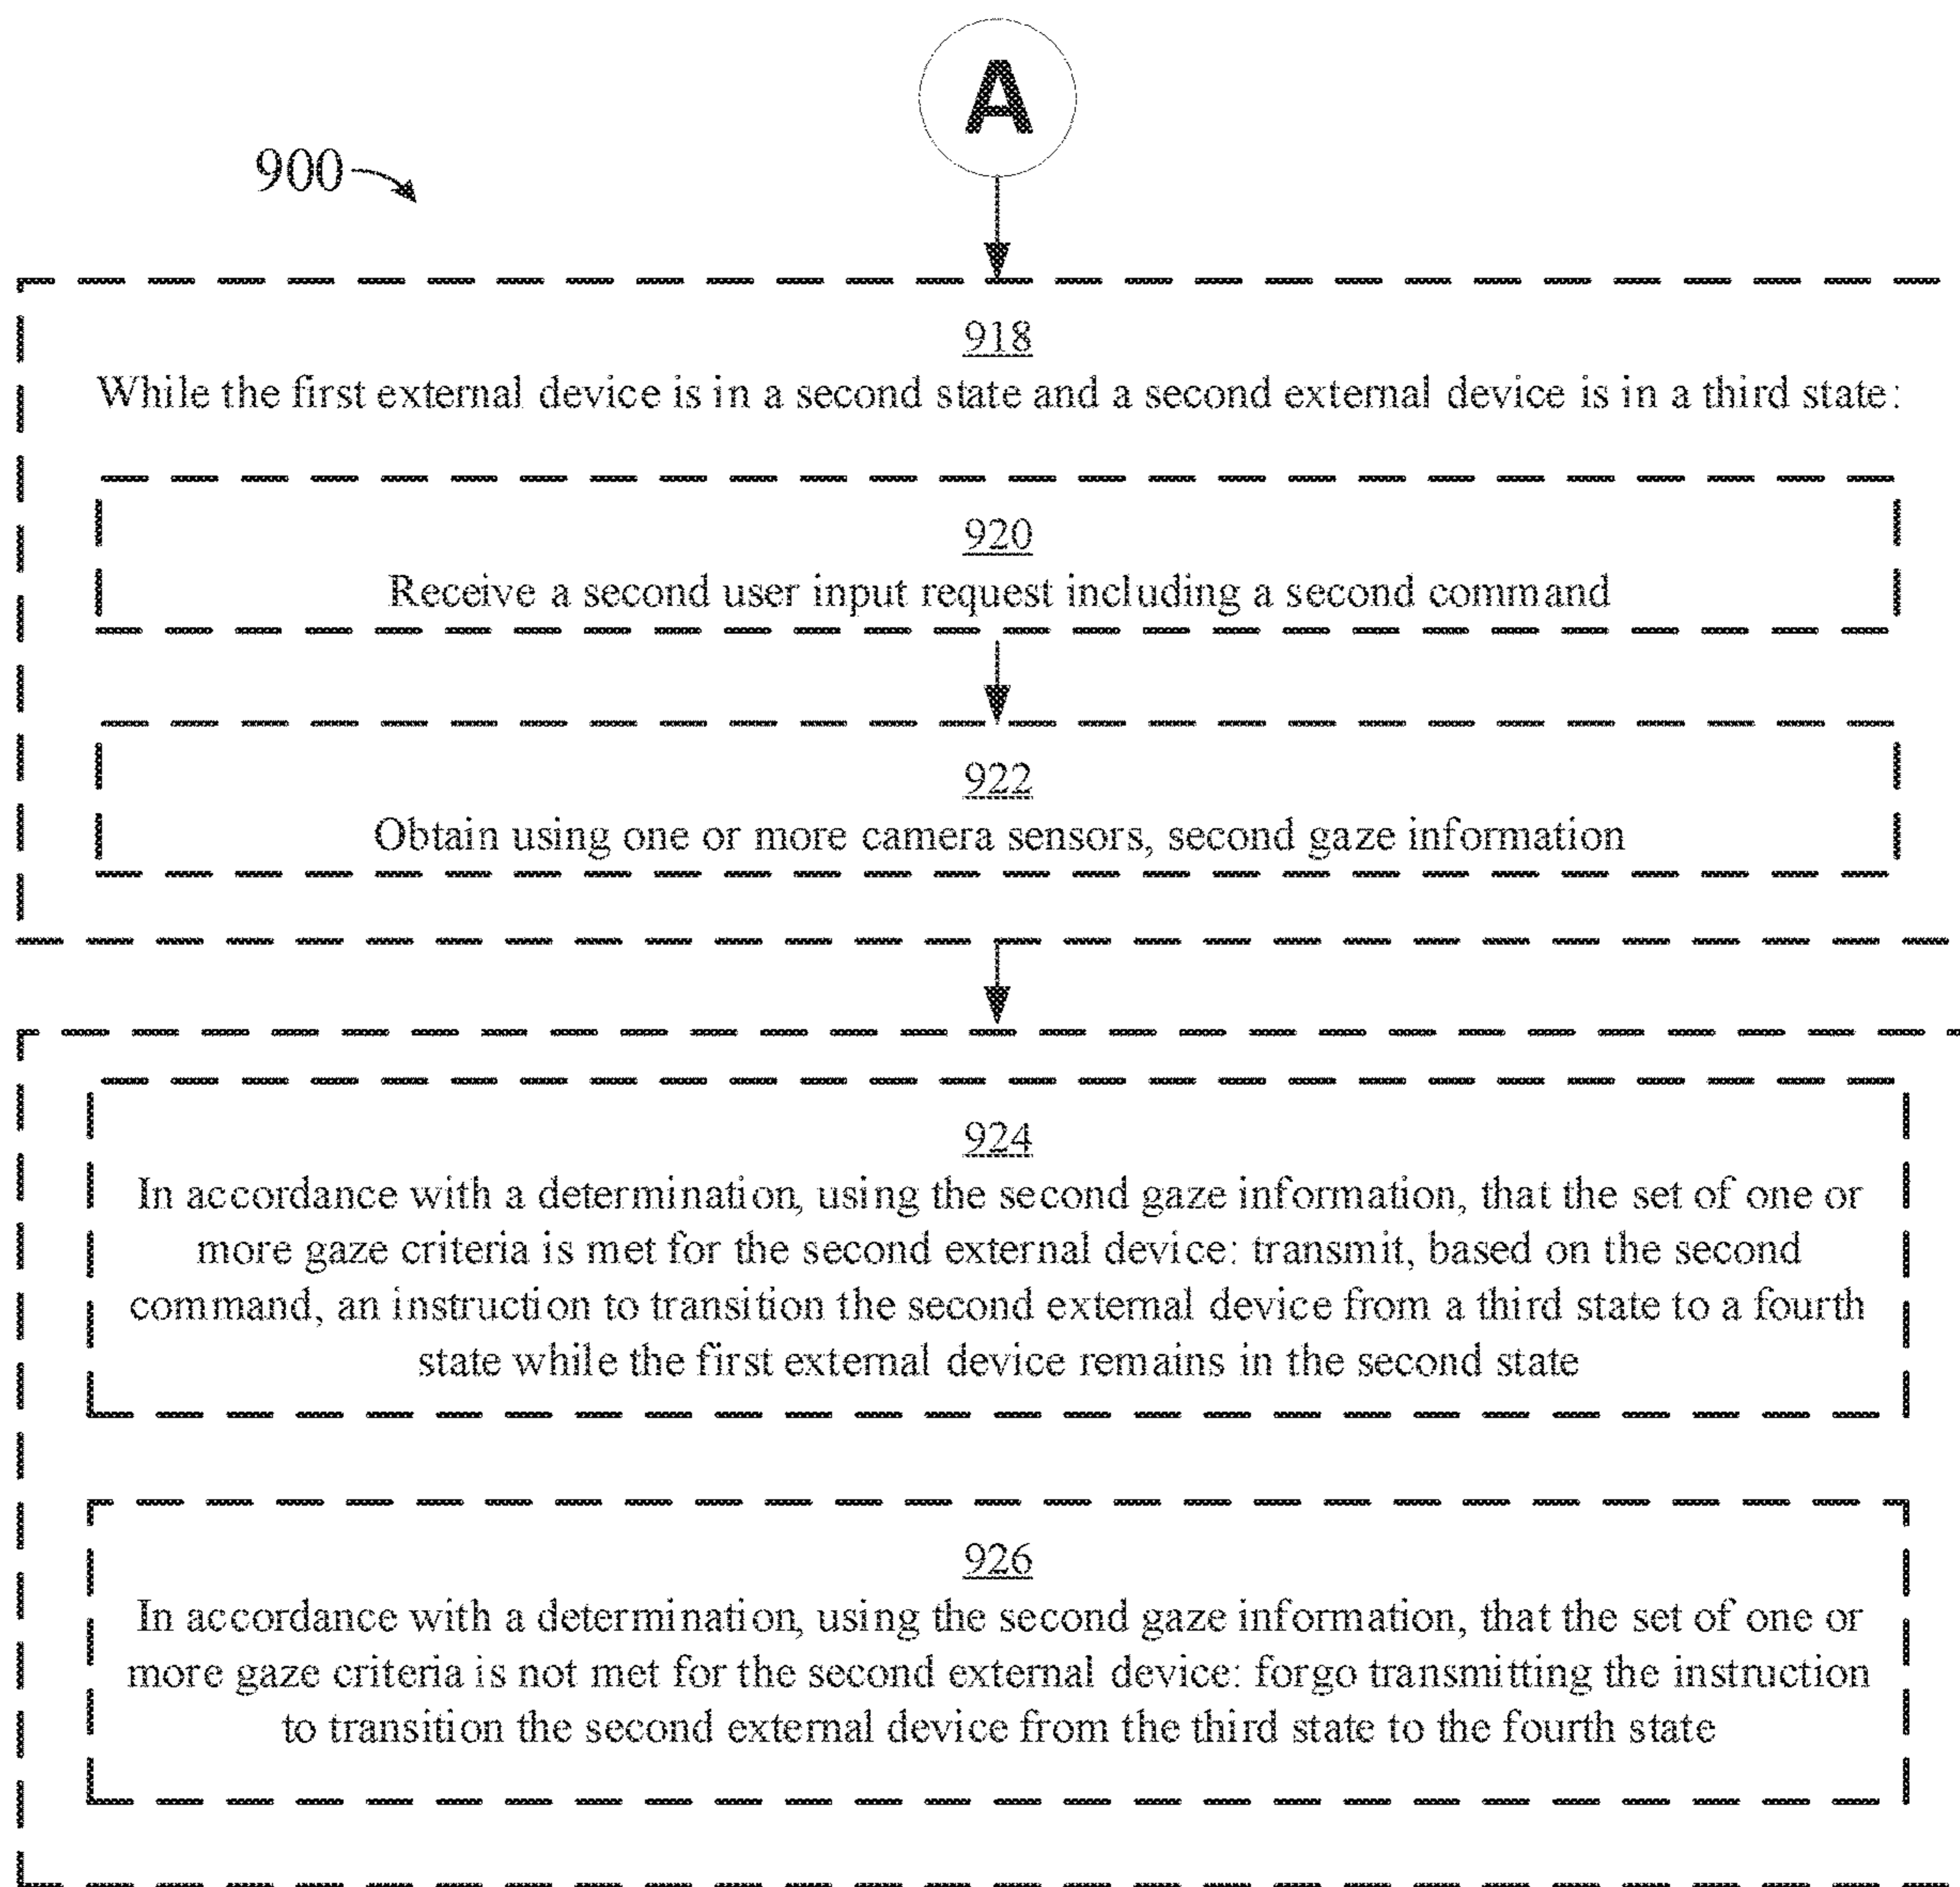 A
900
918
While the first external device is in a second state and a second external device is in a third state:
920
Receive a second user input request including a second command
922
Obtain using one or more camera sensors, second gaze information
924
In accordance with a determination, using the second gaze information, that the set of one or
more gaze criteria is met for the second external device: transmit, based on the second
command, an instruction to transition the second external device from a third state to a fourth
state while the first external device remains in the second state
926
In accordance with a determination, using the second gaze information, that the set of one or
more gaze criteria is not met for the second external device: forgo transmitting the instruction
to transition the second external device from the third state to the fourth state